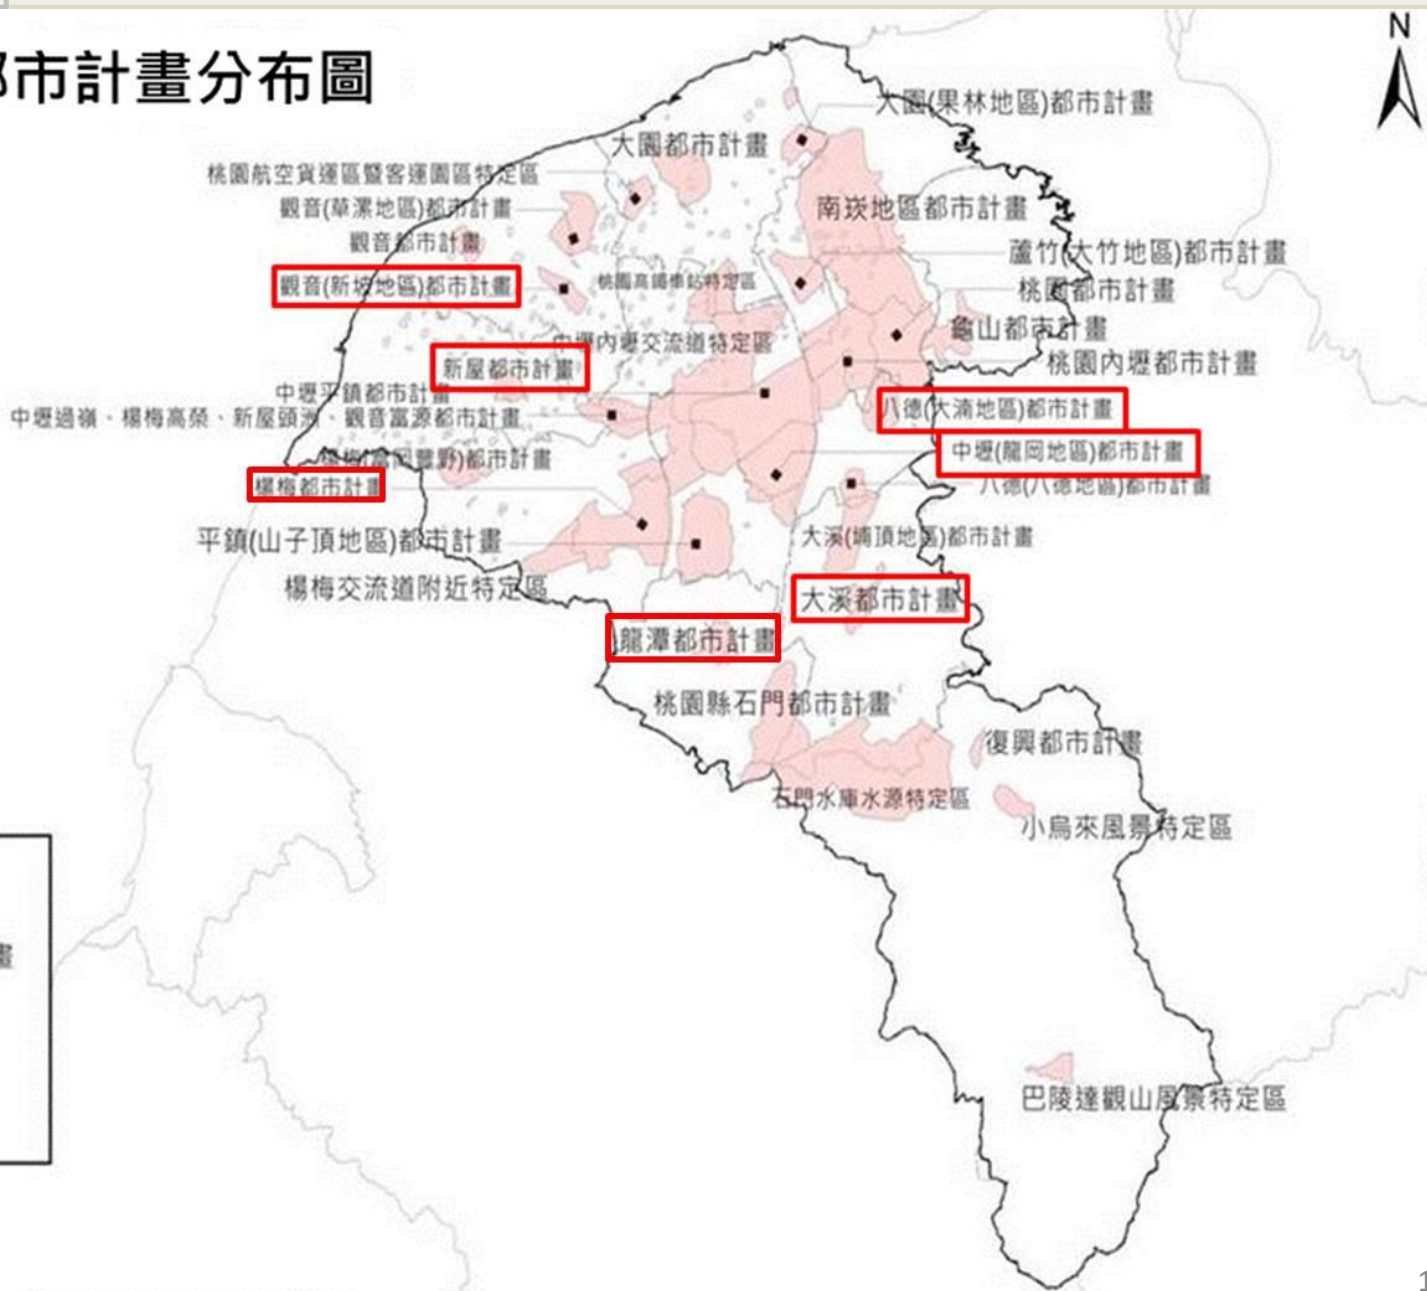 都市計畫分布圖
N
大園(果林地區)都市計畫
大園都市計畫
桃園航空貨運區暨客運園區特定區
觀音(草漯地區)都市計畫
南崁地區都市計畫
觀音都市計畫
蘆竹(大竹地區)都市計畫
觀音(新坡地區)都市計畫
桃園高鐵車站特定區
桃園都市計畫
龜山都市計畫
中壢內壢交流道特定區
桃園內壢都市計畫
新屋都市計畫
中壢平鎮都市計畫
八德(大湳地區)都市計畫
中壢過嶺、楊梅高榮、新屋頭洲、觀音富源都市計畫
中壢(龍岡地區)都市計畫
楊梅(富岡豐野)都市計畫
楊梅都市計畫
八德(八德地區)都市計畫
平鎮(山子頂地區)都市計畫
大溪(埔頂地區)都市計畫
楊梅交流道附近特定區
大溪都市計畫
龍潭都市計畫
桃園縣石門都市計畫
復興都市計畫
石門水庫水源特定區
小烏來風景特定區
畫
巴陵達觀山風景特定區
1